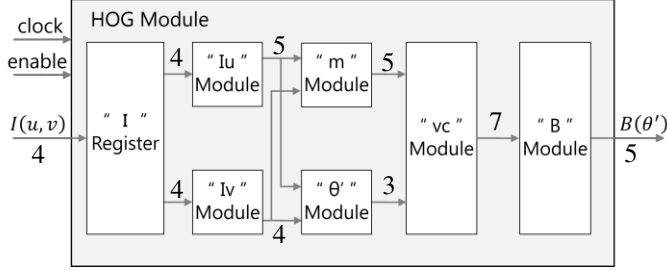 HOG Module
clock
enable
I(u,v)
4
" I "
Register
4
4
" Iu "
Module
" Iv "
Module
5
4
" m "
Module
" θ' "
Module
5
3
" vc "
Module
7
" B "
Module
B(θ')
5